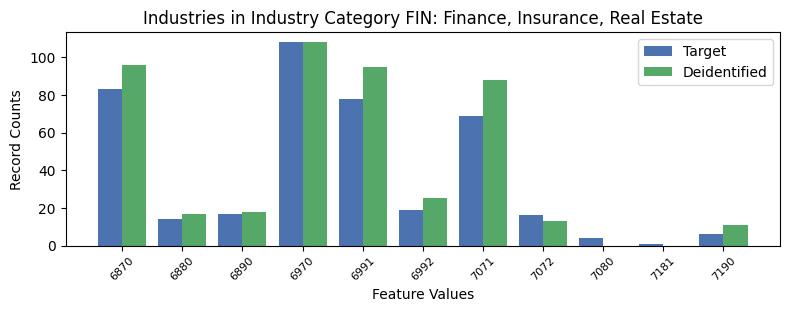 Industries in Industry Category FIN: Finance, Insurance, Real Estate
Target
Deidentified
Record Counts
100
80
60
40
20
0
6870 6880 6890 6970 6991 6992 7071 7072 7080 7181 7190
Feature Values